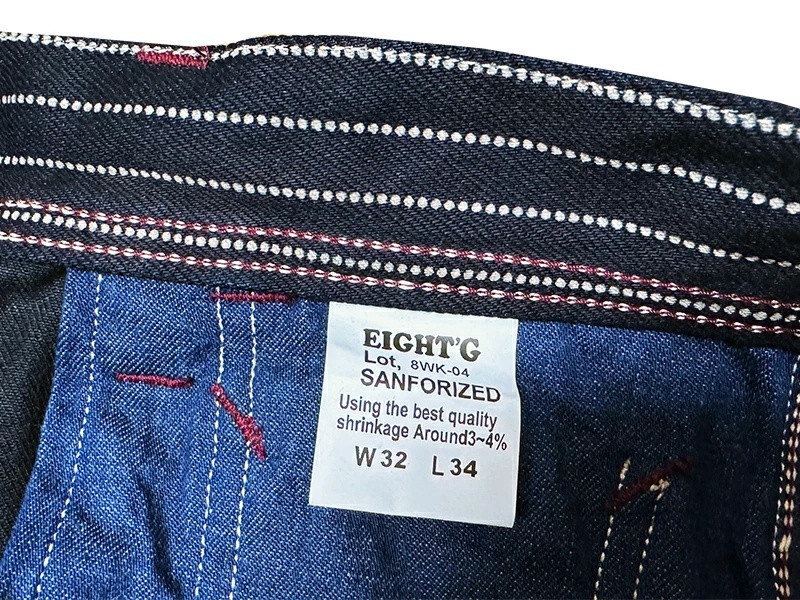 EIGHT'G
Lot, 8WK-04
SANFORIZED
Using the best quality
shrinkage Around3~4%
W32 L34